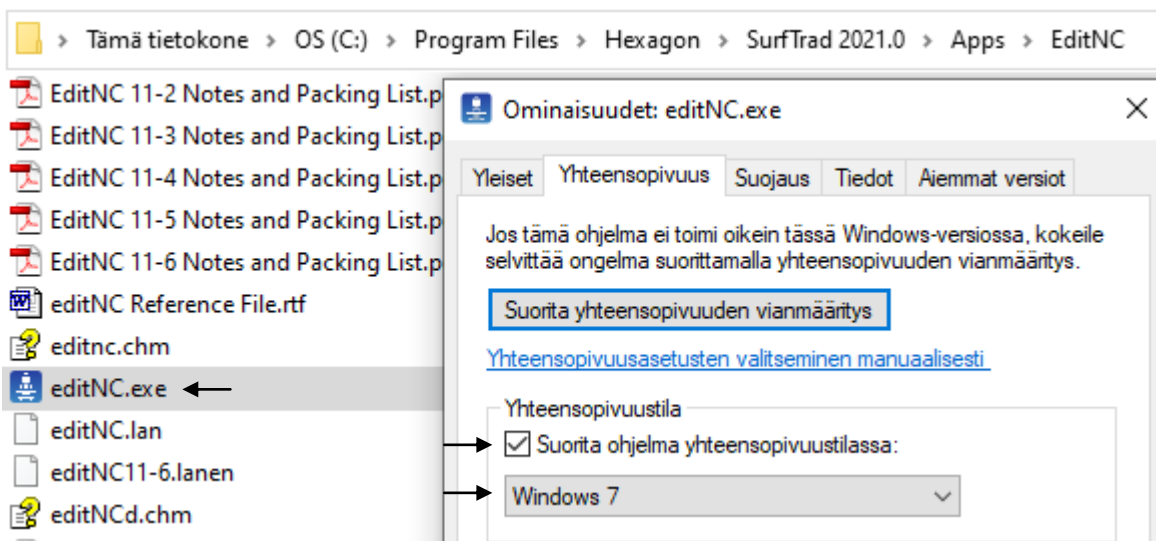 Tämä tietokone > OS (C:) > Program Files > Hexagon > SurfTrad 2021.0 > Apps > EditNC
EditNC 11-2 Notes and Packing List.p
EditNC 11-3 Notes and Packing List.p
EditNC 11-4 Notes and Packing List.p
EditNC 11-5 Notes and Packing List.p
EditNC 11-6 Notes and Packing List.p
editNC Reference File.rtf
editnc.chm
editNC.exe
editNC.lan
editNC11-6.lanen
editNCd.chm
Ominaisuudet: editNC.exe
Yleiset Yhteensopivuus Suojaus Tiedot Aiemmat versiot
Jos tämä ohjelma ei toimi oikein tässä Windows-versiossa, kokeile
selvittää ongelma suorittamalla yhteensopivuuden vianmääritys.
Suorita yhteensopivuuden vianmääritys
Yhteensopivuusasetusten valitseminen manuaalisesti
Yhteensopivuustila
Suorita ohjelma yhteensopivuustilassa:
Windows 7